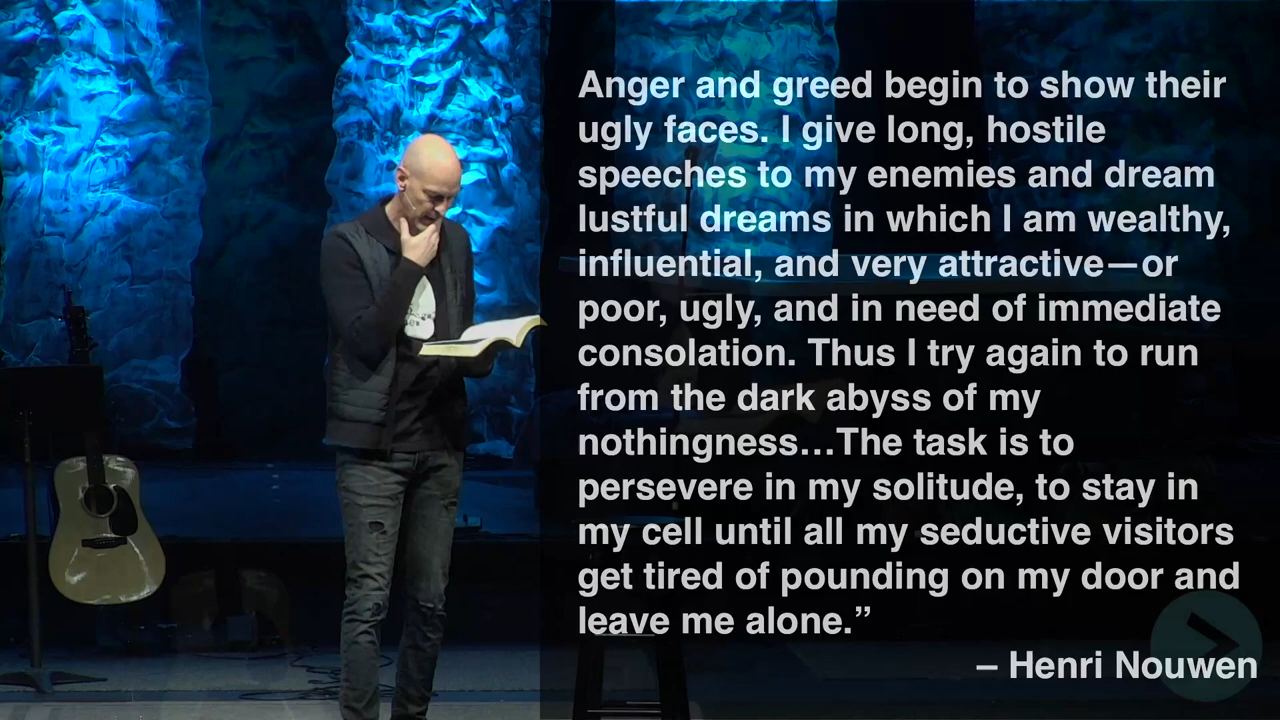 Anger and greed begin to show their
ugly faces. I give long, hostile
speeches to my enemies and dream
lustful dreams in which I am wealthy,
influential, and very attractive—or
poor, ugly, and in need of immediate
consolation. Thus I try again to run
from the dark abyss of my
nothingness…The task is to
persevere in my solitude, to stay in
my cell until all my seductive visitors
get tired of pounding on my door and
leave me alone.”
– Henri Nouwen